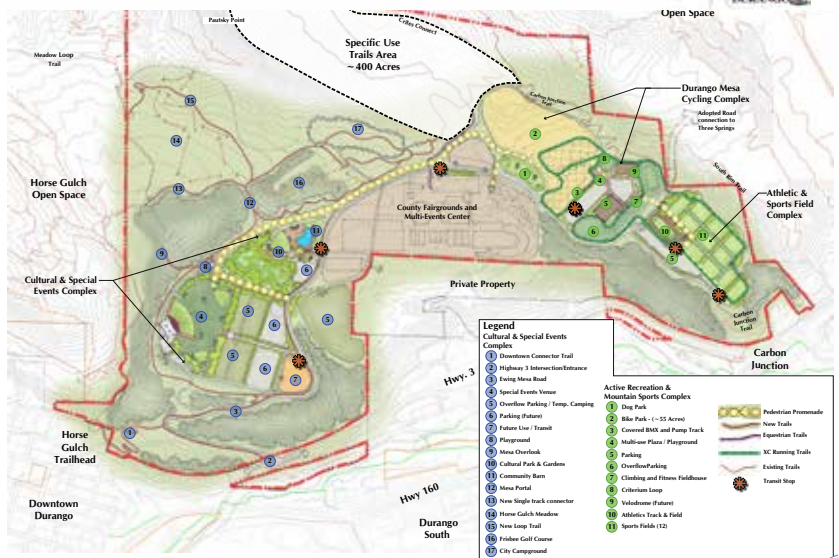 Open Space
Pautsky Point
Crites Connect
Meadow Loop
Trail
Specific Use
Trails Area
~400 Acres
Carbon Junction
Trail
Durango Mesa
Cycling Complex
Adopted Road
connection to
Three Springs
South Rim Trail
Horse Gulch
Open Space
Athletic &
Sports Field
Complex
County Fairgrounds and
Multi-Events Center
Cultural & Special
Events Complex
Private Property
Carbon
Junction
Trail
Carbon
Junction
Hwy. 3
Horse
Gulch
Trailhead
Hwy 160
Downtown
Durango
Durango
South
Legend
Cultural & Special Events
Complex
1 Downtown Connector Trail
2 Highway 3 Intersection/Entrance
3 Ewing Mesa Road
4 Special Events Venue
5 Overflow Parking / Temp. Camping
6 Parking (Future)
7 Future Use / Transit
8 Playground
9 Mesa Overlook
10 Cultural Park & Gardens
11 Community Barn
12 Mesa Portal
13 New Single track connector
14 Horse Gulch Meadow
15 New Loop Trail
16 Frisbee Golf Course
17 City Campground
Active Recreation &
Mountain Sports Complex
1 Dog Park
2 Bike Park - (~55 Acres)
3 Covered BMX and Pump Track
4 Multi-use Plaza / Playground
5 Parking
6 OverflowParking
7 Climbing and Fitness Fieldhouse
8 Criterium Loop
9 Velodrome (Future)
10 Athletics Track & Field
11 Sports Fields (12)
Pedestrian Promenade
New Trails
Equestrian Trails
XC Running Trails
Existing Trails
Transit Stop